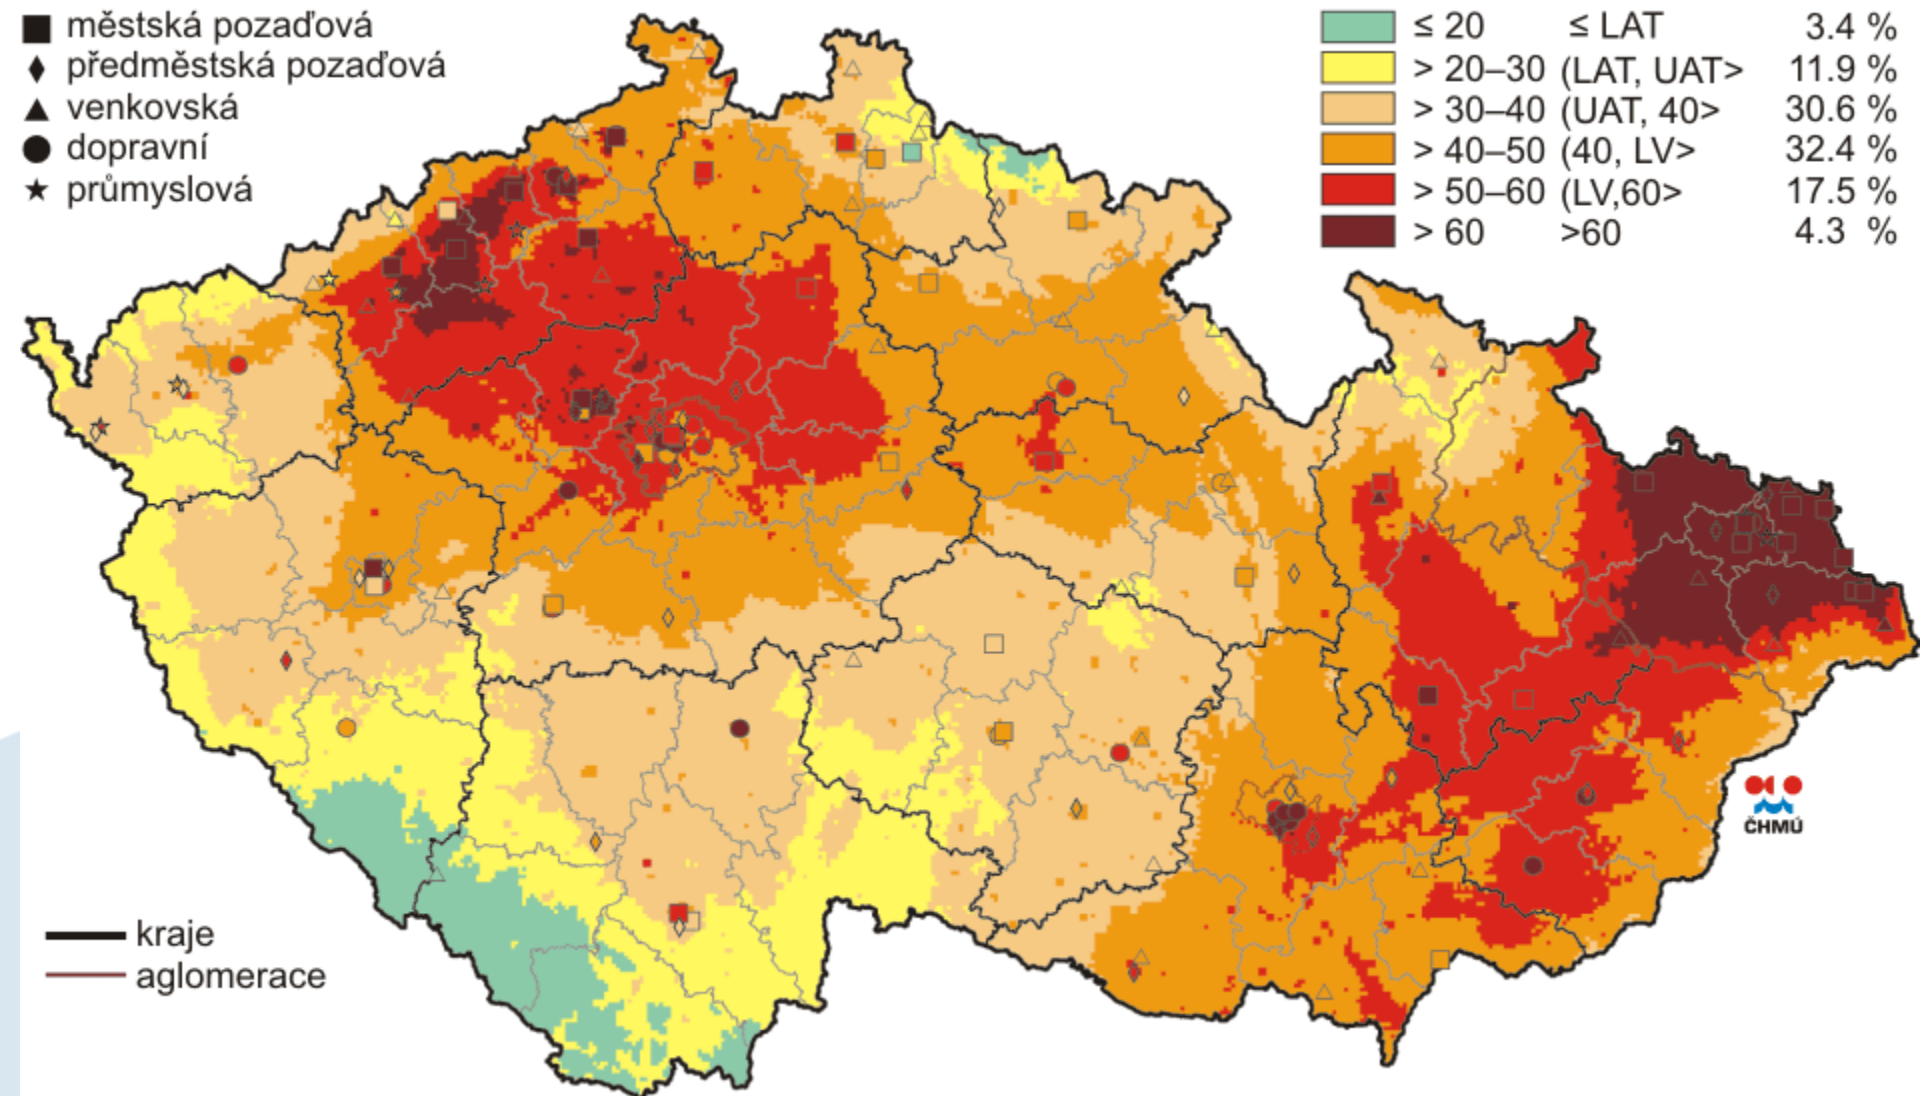 městská pozaďová
předměstská pozaďová
venkovská
dopravní
průmyslová
≤ 20 ≤ LAT 3.4 %
> 20–30 (LAT, UAT> 11.9 %
> 30–40 (UAT, 40> 30.6 %
> 40–50 (40, LV> 32.4 %
> 50–60 (LV,60> 17.5 %
> 60 >60 4.3 %
ČHMÚ
kraje
aglomerace